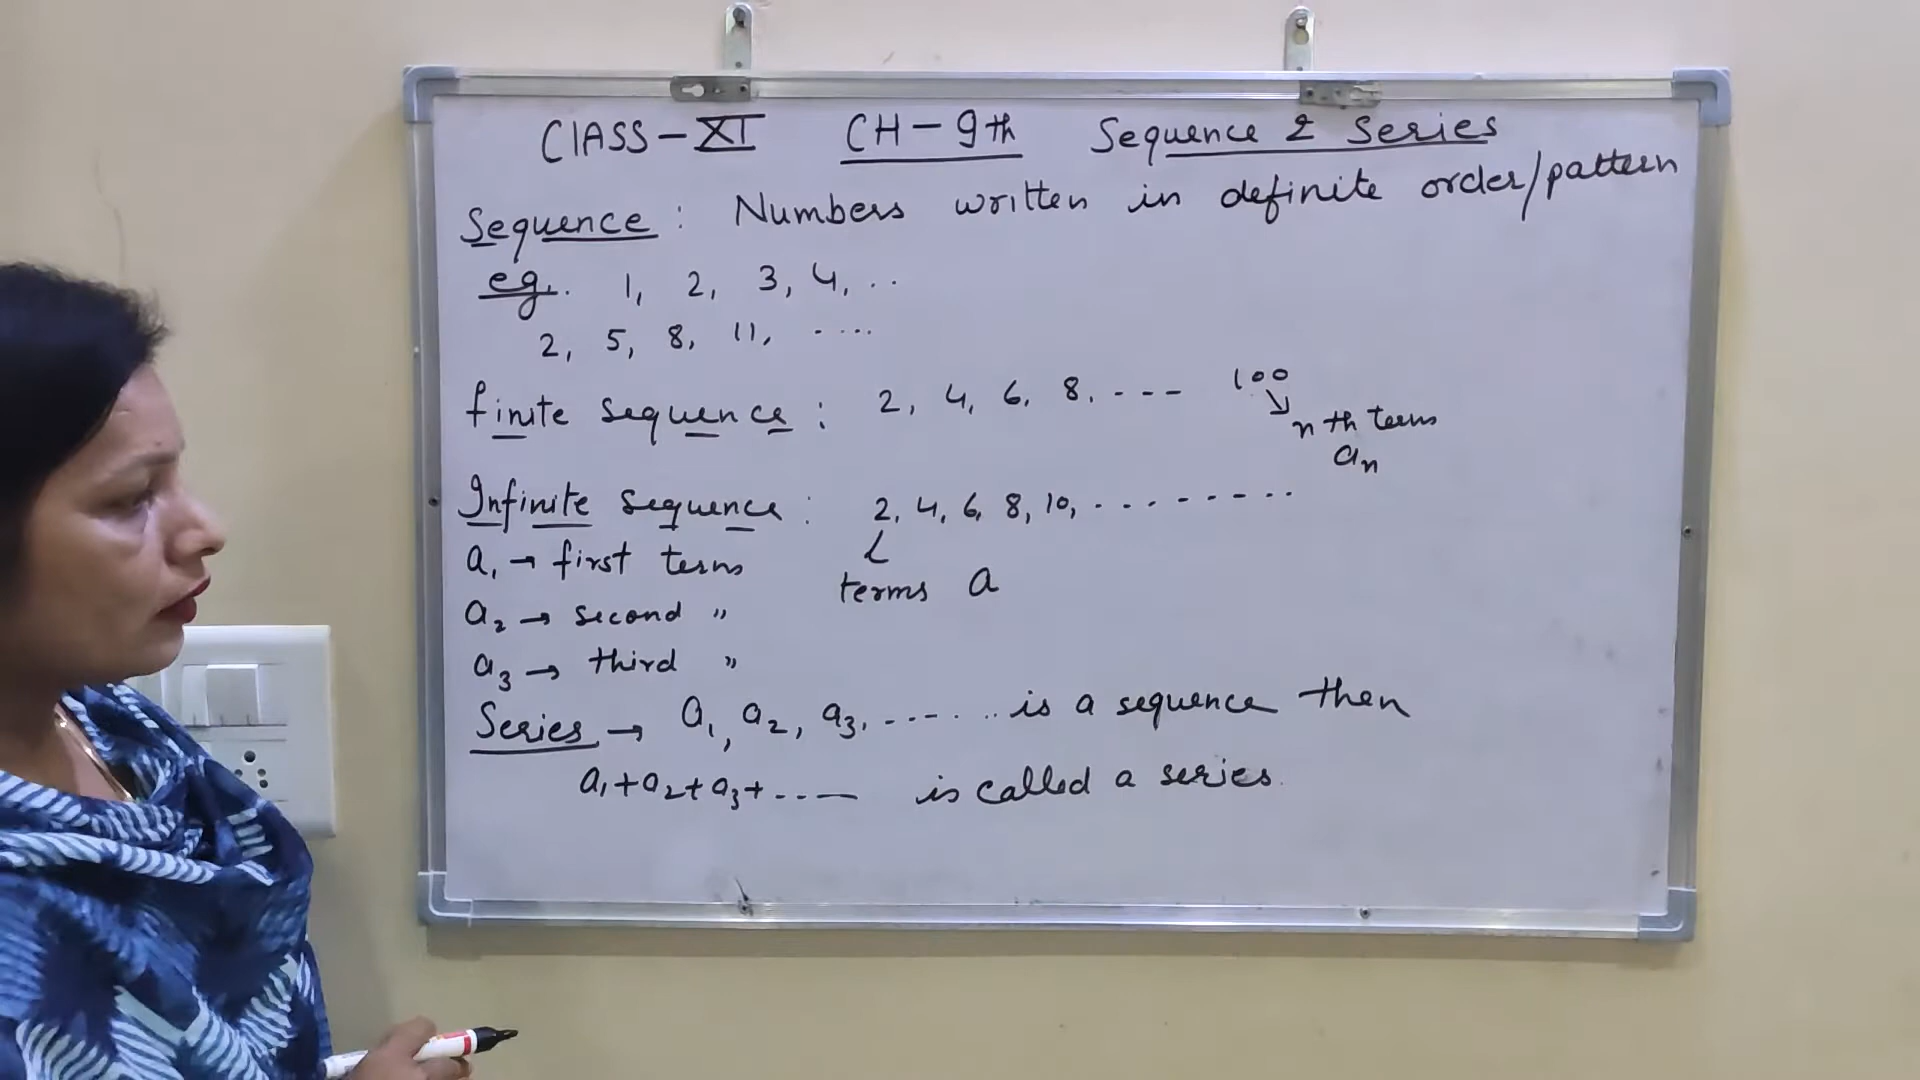 CLASS-XI CH-9th Sequence & Series
Sequence : Numbers written in definite order/pattern
eg. 1, 2, 3, 4, ..
2, 5, 8, 11, ....
finite sequence : 2, 4, 6, 8, --- 100
nth term
an
Infinite sequence : 2, 4, 6, 8, 10, .........
a1 → first term
terms a
a2 → second "
a3 → third "
Series → a1, a2, a3, ....... is a sequence then
a1+a2+a3+..... is called a series.